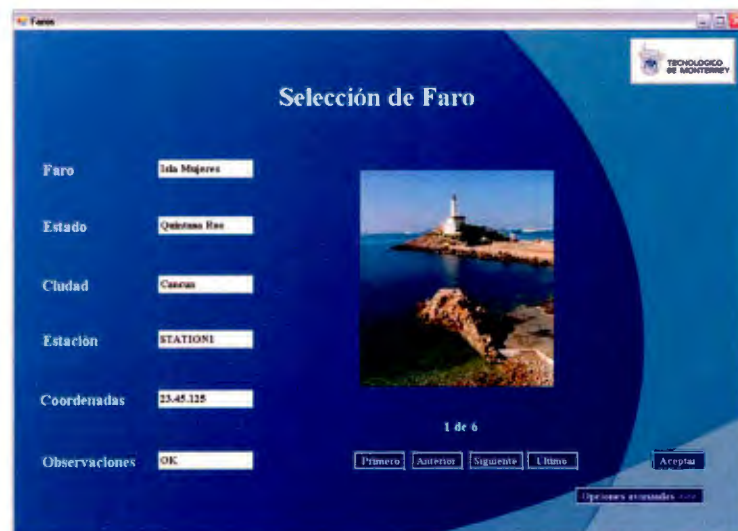 Faros
TECNOLOGICO
DE MONTERREY
Selección de Faro
Faro Isla Mujeres
Estado Quintana Roo
Ciudad Cancun
Estación STATION1
Coordenadas 23.45.125
Observaciones OK
1 de 6
Primero Anterior Siguiente Ultimo Aceptar
Opciones avanzadas <<<